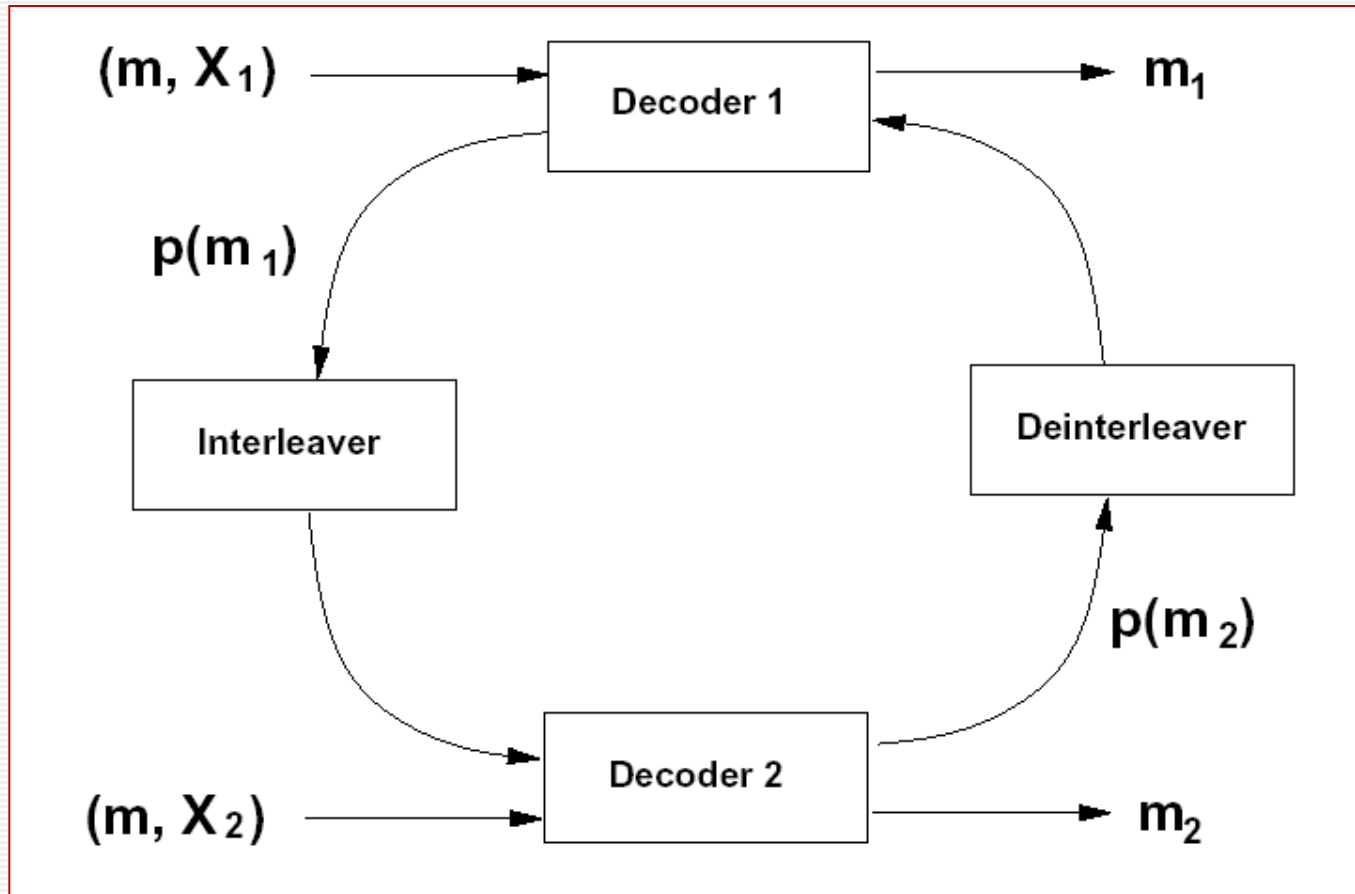 (m, X₁)
Decoder 1
m₁
p(m₁)
Interleaver
Deinterleaver
p(m₂)
Decoder 2
(m, X₂)
m₂